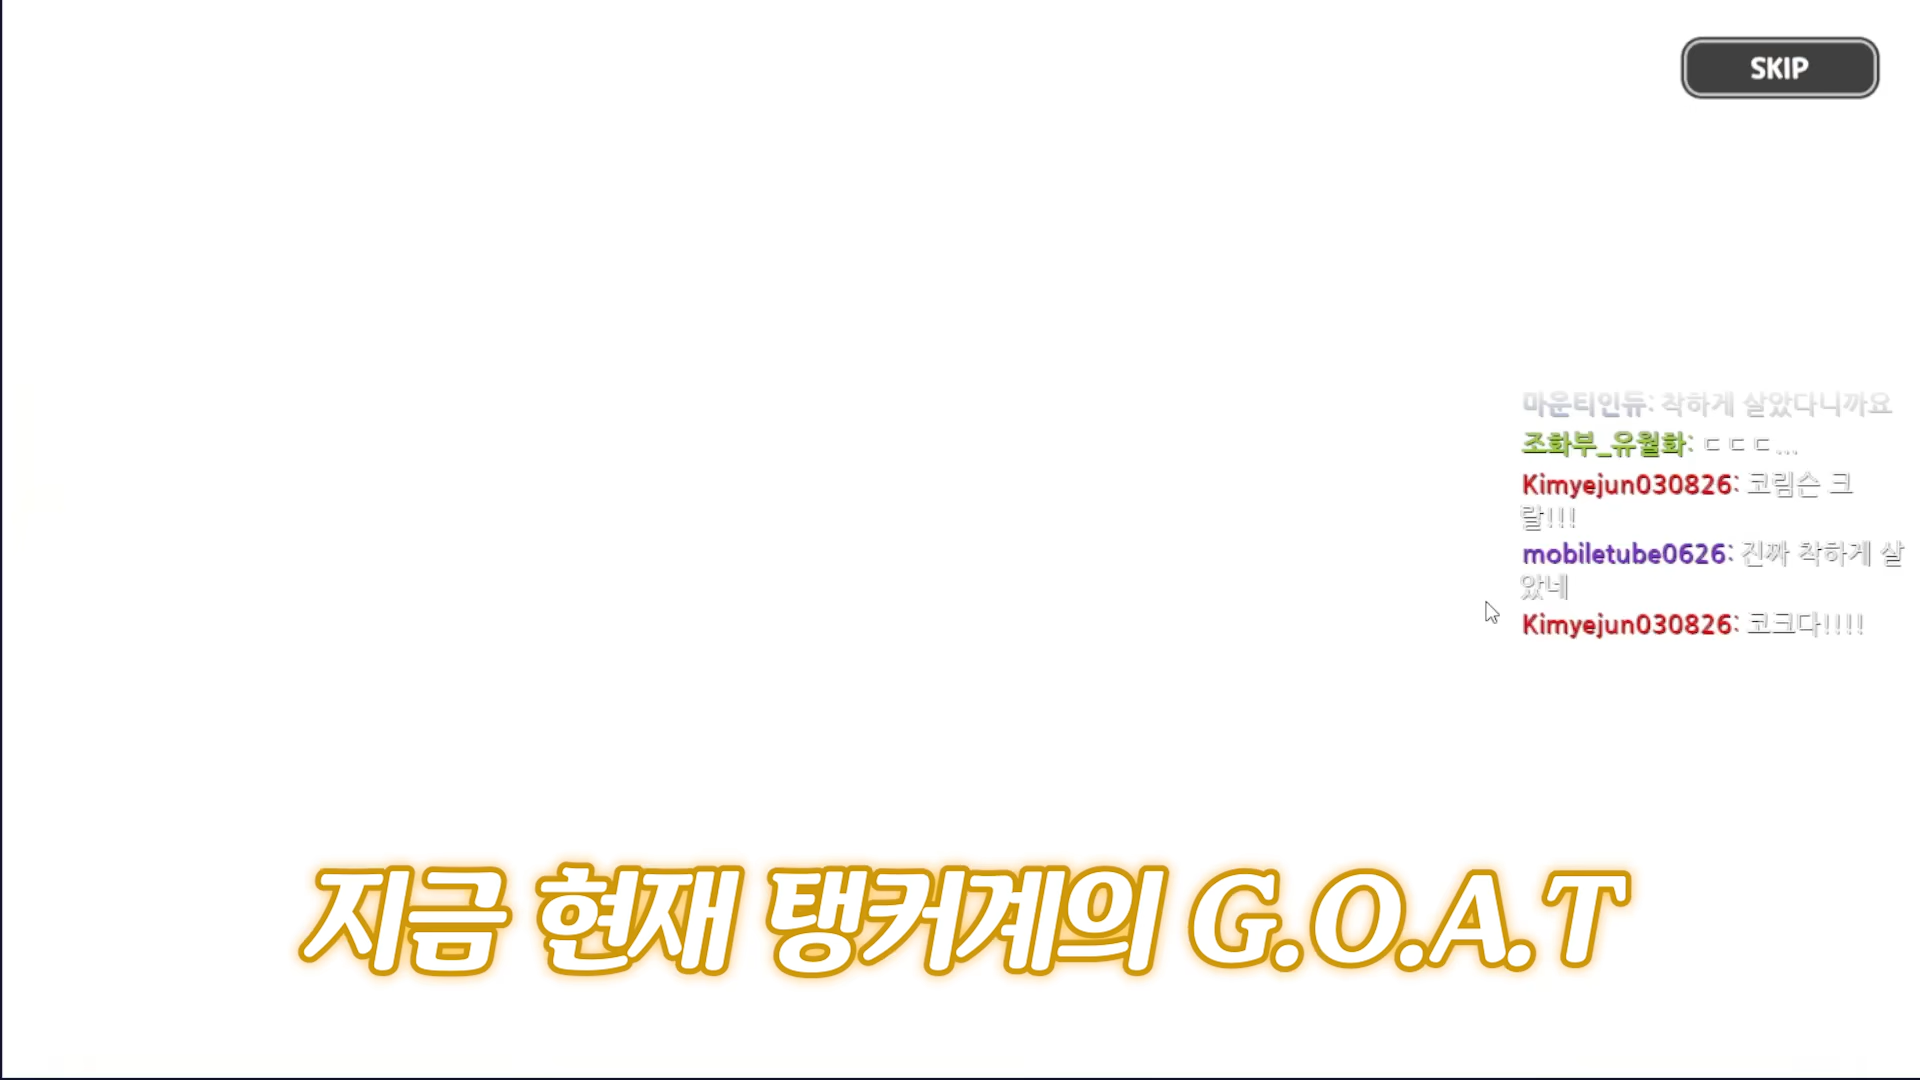 SKIP
마운티인듀: 착하게 살았다니까요
조화부_유월화: ㄷㄷㄷ...
Kimyejun030826: 코림슨 크
랄!!!
mobiletube0626: 진짜 착하게 살
았네
Kimyejun030826: 코크다!!!!
지금 현재 탱커계의 G.O.A.T